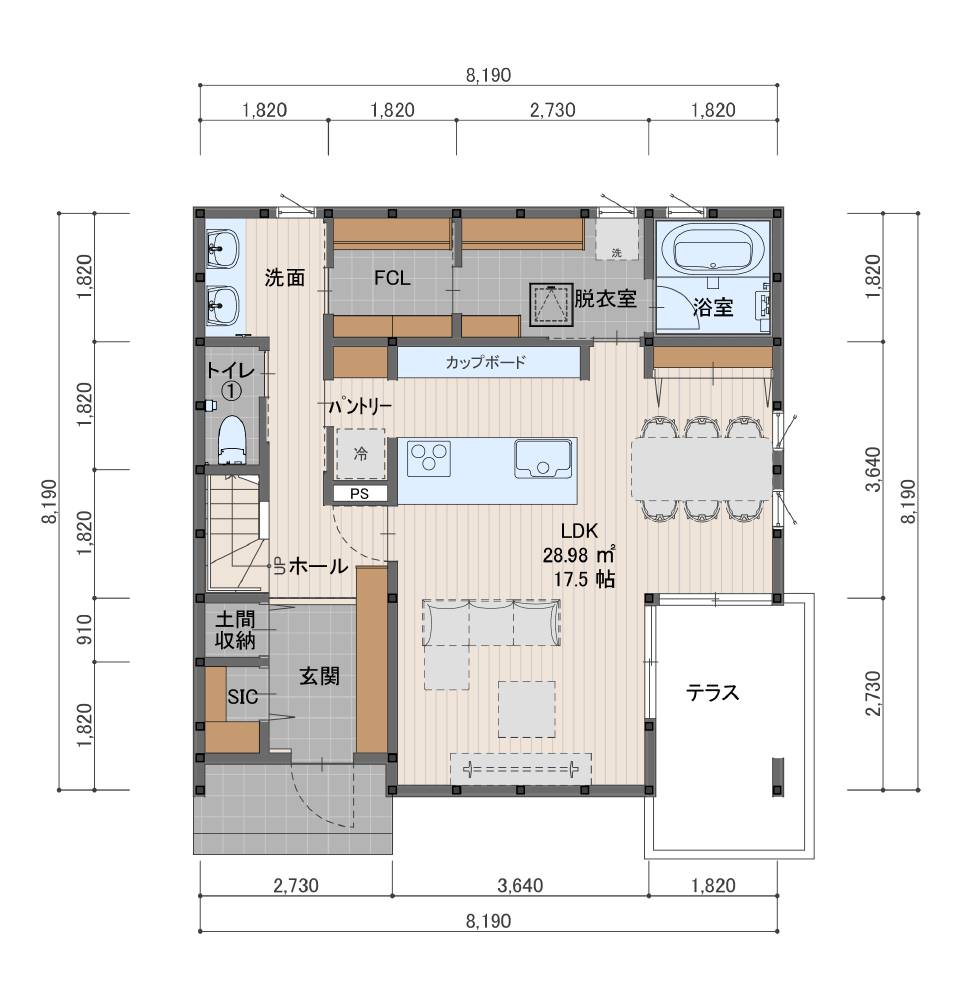 8,190
1,820
1,820
2,730
1,820
洗面
FCL
洗
脱衣室
浴室
トイレ
①
カップボード
パントリー
冷
PS
UP
ホール
LDK
28.98 ㎡
17.5 帖
土間
収納
SIC
玄関
テラス
8,190
1,820
1,820
1,820
910
1,820
1,820
3,640
2,730
8,190
2,730
3,640
1,820
8,190